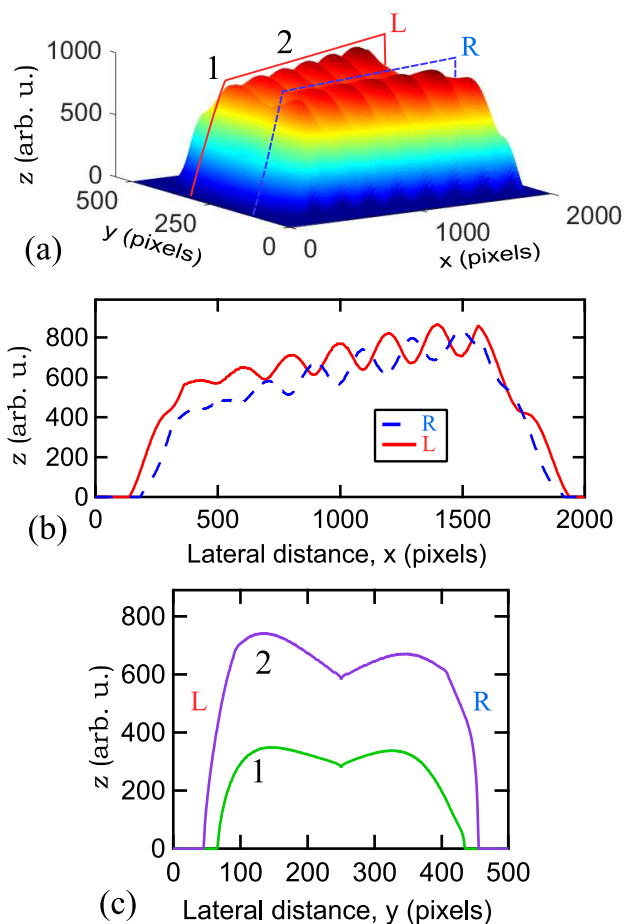 L
2
R
1
1000
500
0
z (arb. u.)
500
250
0
y (pixels)
0
1000
2000
x (pixels)
(a)
800
600
400
200
0
z (arb. u.)
R
L
0
500
1000
1500
2000
Lateral distance, x (pixels)
(b)
800
600
400
200
0
z (arb. u.)
2
L
R
1
0
100
200
300
400
500
Lateral distance, y (pixels)
(c)